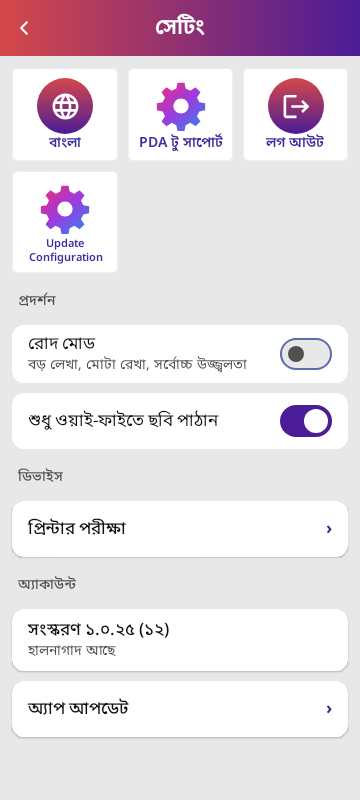 সেটিং
বাংলা
PDA টু সাপোর্ট
লগ আউট
Update
Configuration
প্রদর্শন
রোদ মোড
বড় লেখা, মোটা রেখা, সর্বোচ্চ উজ্জ্বলতা
শুধু ওয়াই-ফাইতে ছবি পাঠান
ডিভাইস
প্রিন্টার পরীক্ষা
অ্যাকাউন্ট
সংস্করণ ১.০.২৫ (১২)
হালনাগাদ আছে
অ্যাপ আপডেট